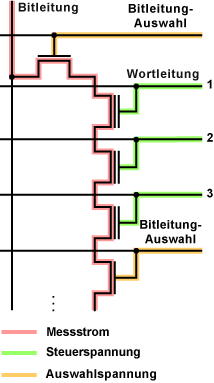 Bitleitung
Bitleitung-
Auswahl
Wortleitung
1
2
3
Bitleitung-
Auswahl
Messstrom
Steuerspannung
Auswahlspannung